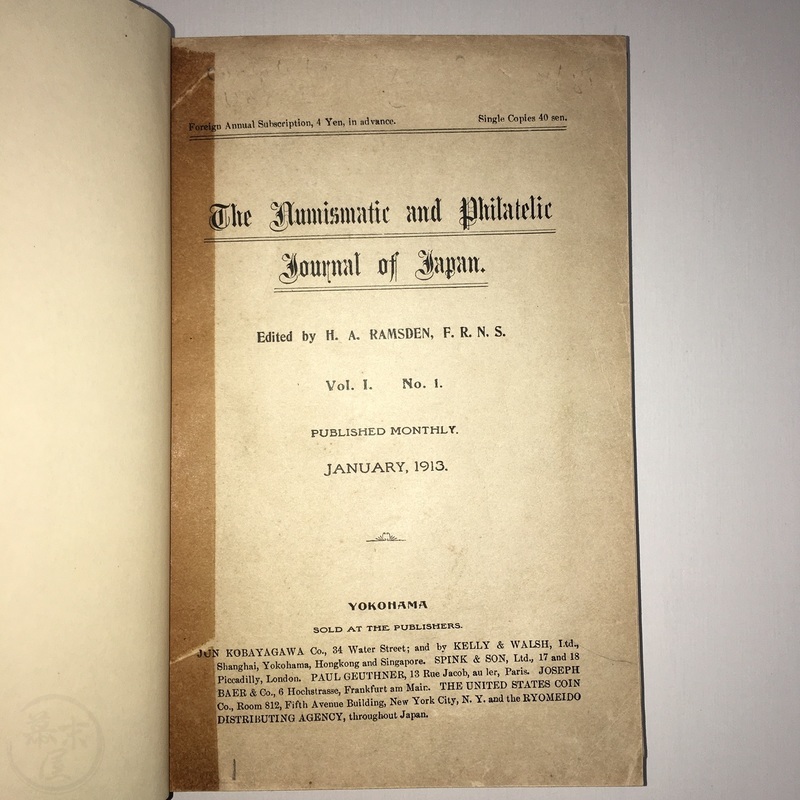 Foreign Annual Subscription, 4 Yen, in advance. Single Copies 40 sen.
The Numismatic and Philatelic
Journal of Japan.
Edited by H. A. RAMSDEN, F. R. N. S.
Vol. I. No. 1.
PUBLISHED MONTHLY.
JANUARY, 1913.
YOKOHAMA
SOLD AT THE PUBLISHERS.
JUN KOBAYAGAWA Co., 34 Water Street; and by KELLY & WALSH, Ltd.,
Shanghai, Yokohama, Hongkong and Singapore. SPINK & SON, Ltd., 17 and 18
Piccadilly, London. PAUL GEUTHNER, 13 Rue Jacob, au 1er, Paris. JOSEPH
BAER & Co., 6 Hochstrasse, Frankfurt am Main. THE UNITED STATES COIN
Co., Room 812, Fifth Avenue Building, New York City, N. Y. and the RYOMEIDO
DISTRIBUTING AGENCY, throughout Japan.